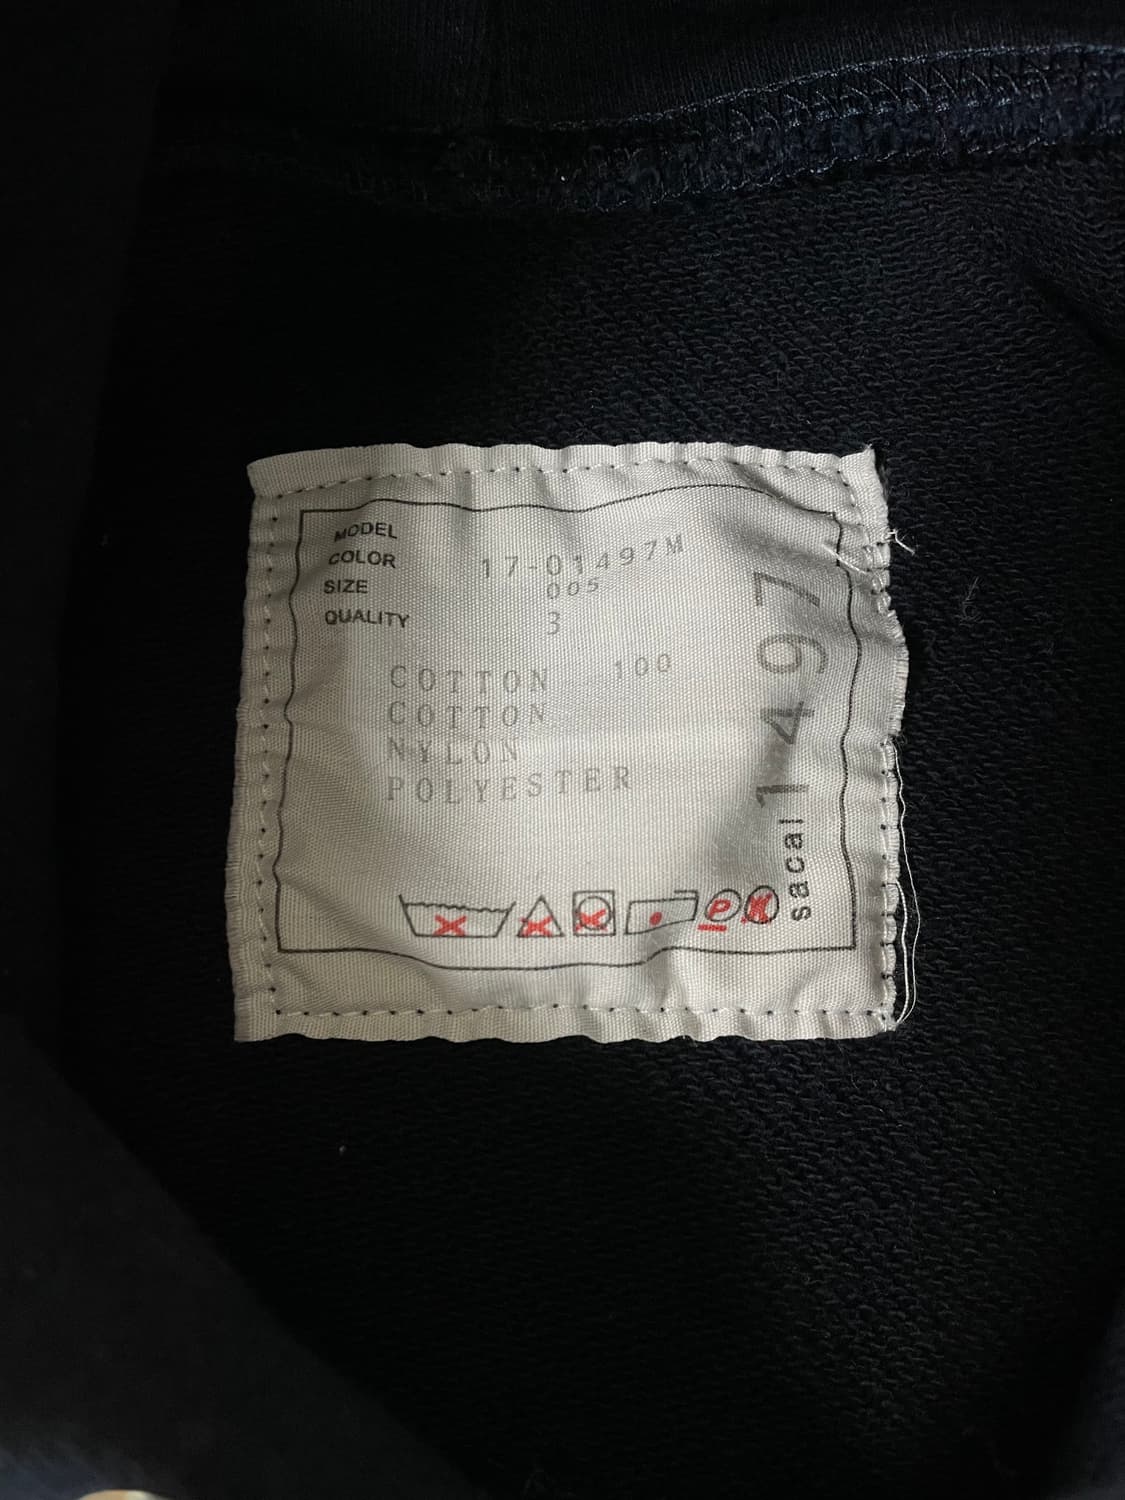 MODEL 17-01497M
COLOR 005
SIZE 3
QUALITY
COTTON 100
COTTON
NYLON
POLYESTER
P
sacai 1497